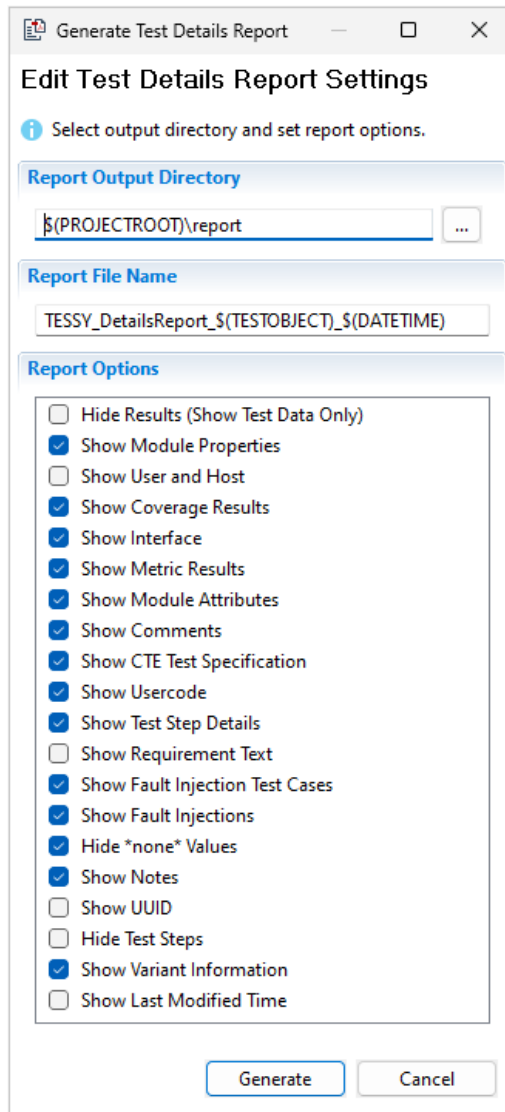 Generate Test Details Report
Edit Test Details Report Settings
Select output directory and set report options.
Report Output Directory
$(PROJECTROOT)\report
...
Report File Name
TESSY_DetailsReport_$(TESTOBJECT)_$(DATETIME)
Report Options
Hide Results (Show Test Data Only)
Show Module Properties
Show User and Host
Show Coverage Results
Show Interface
Show Metric Results
Show Module Attributes
Show Comments
Show CTE Test Specification
Show Usercode
Show Test Step Details
Show Requirement Text
Show Fault Injection Test Cases
Show Fault Injections
Hide *none* Values
Show Notes
Show UUID
Hide Test Steps
Show Variant Information
Show Last Modified Time
Generate
Cancel